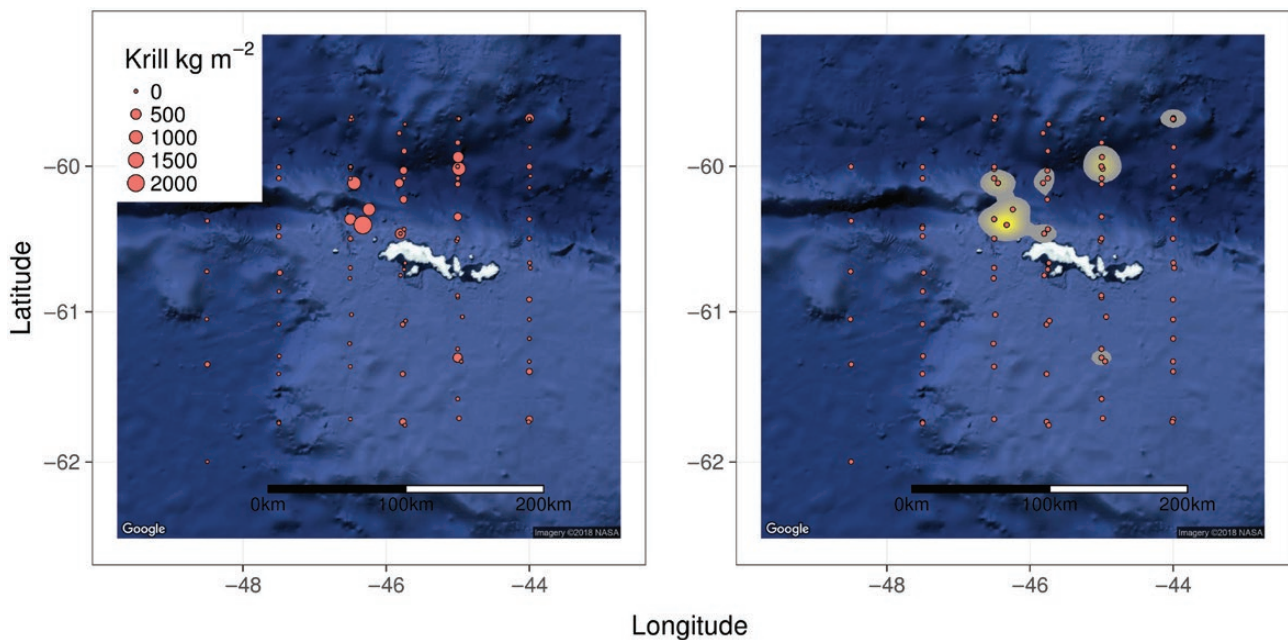 Krill kg m⁻²
0
500
1000
1500
2000
Latitude
−60
−61
−62
0km 100km 200km
Google
Imagery ©2018 NASA
−48 −46 −44
−60
−61
−62
0km 100km 200km
Google
Imagery ©2018 NASA
−48 −46 −44
Longitude